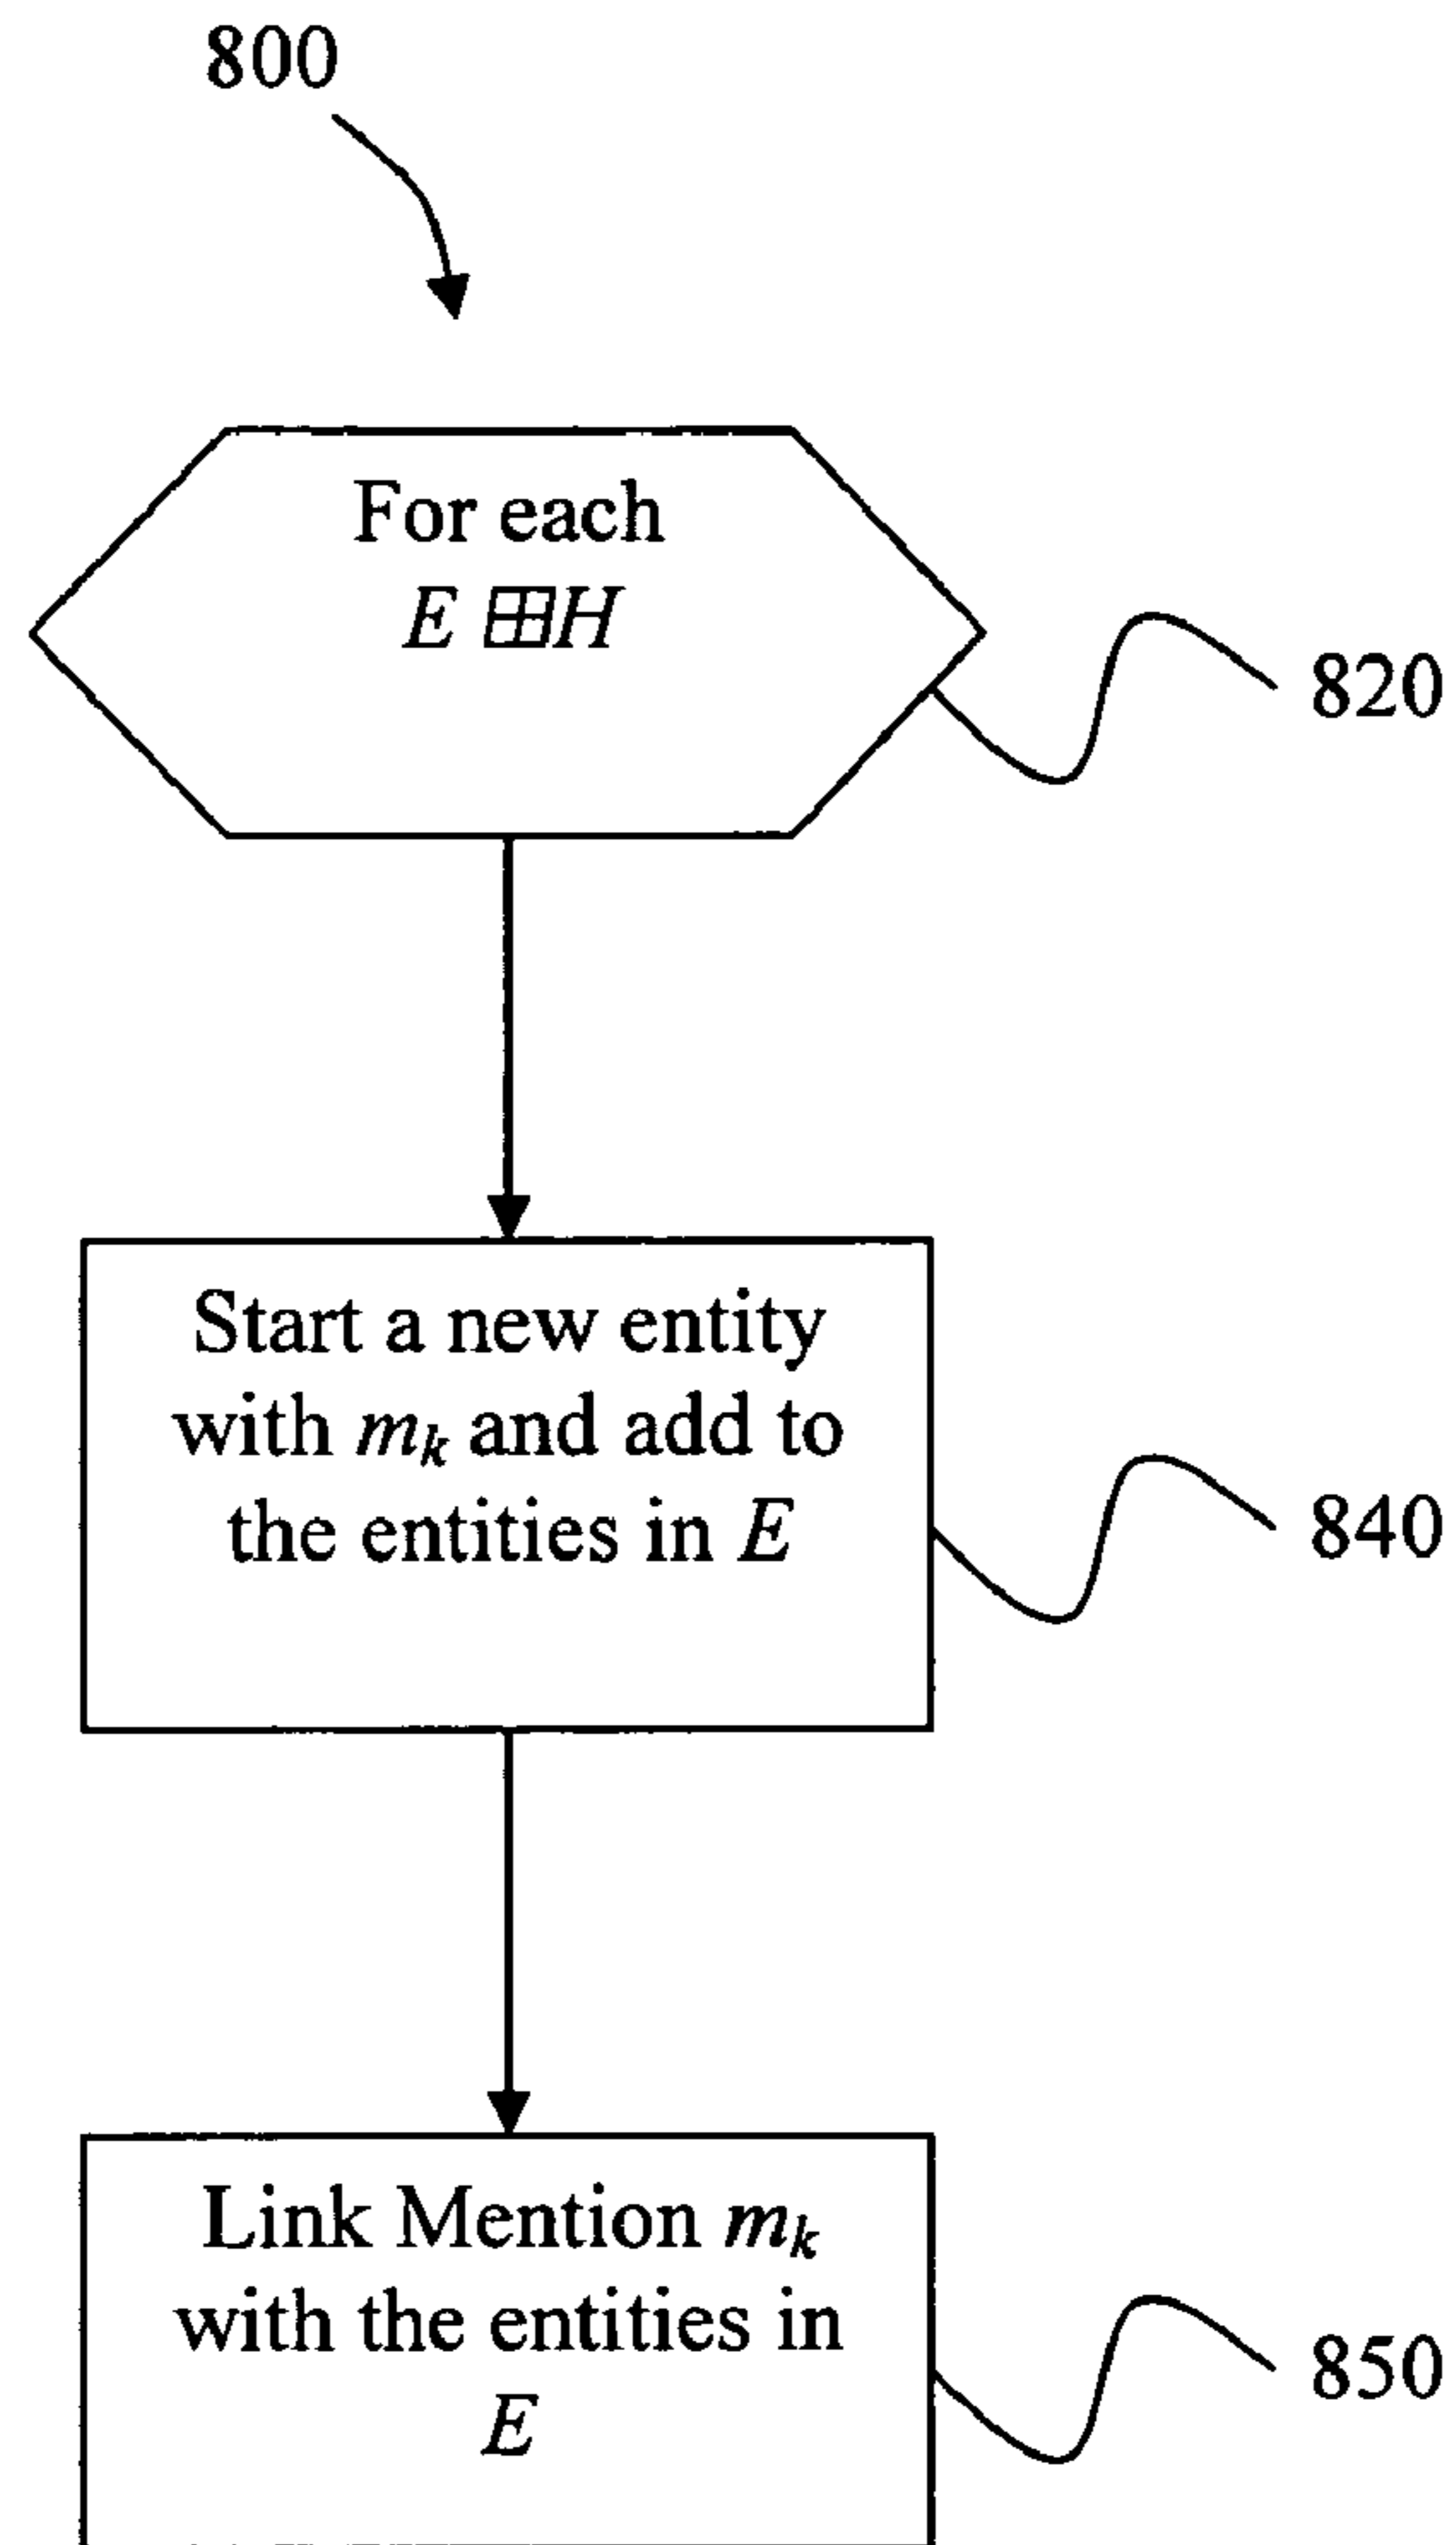 800
For each
E ⊞H
820
Start a new entity
with mk and add to
the entities in E
840
Link Mention mk
with the entities in
E
850